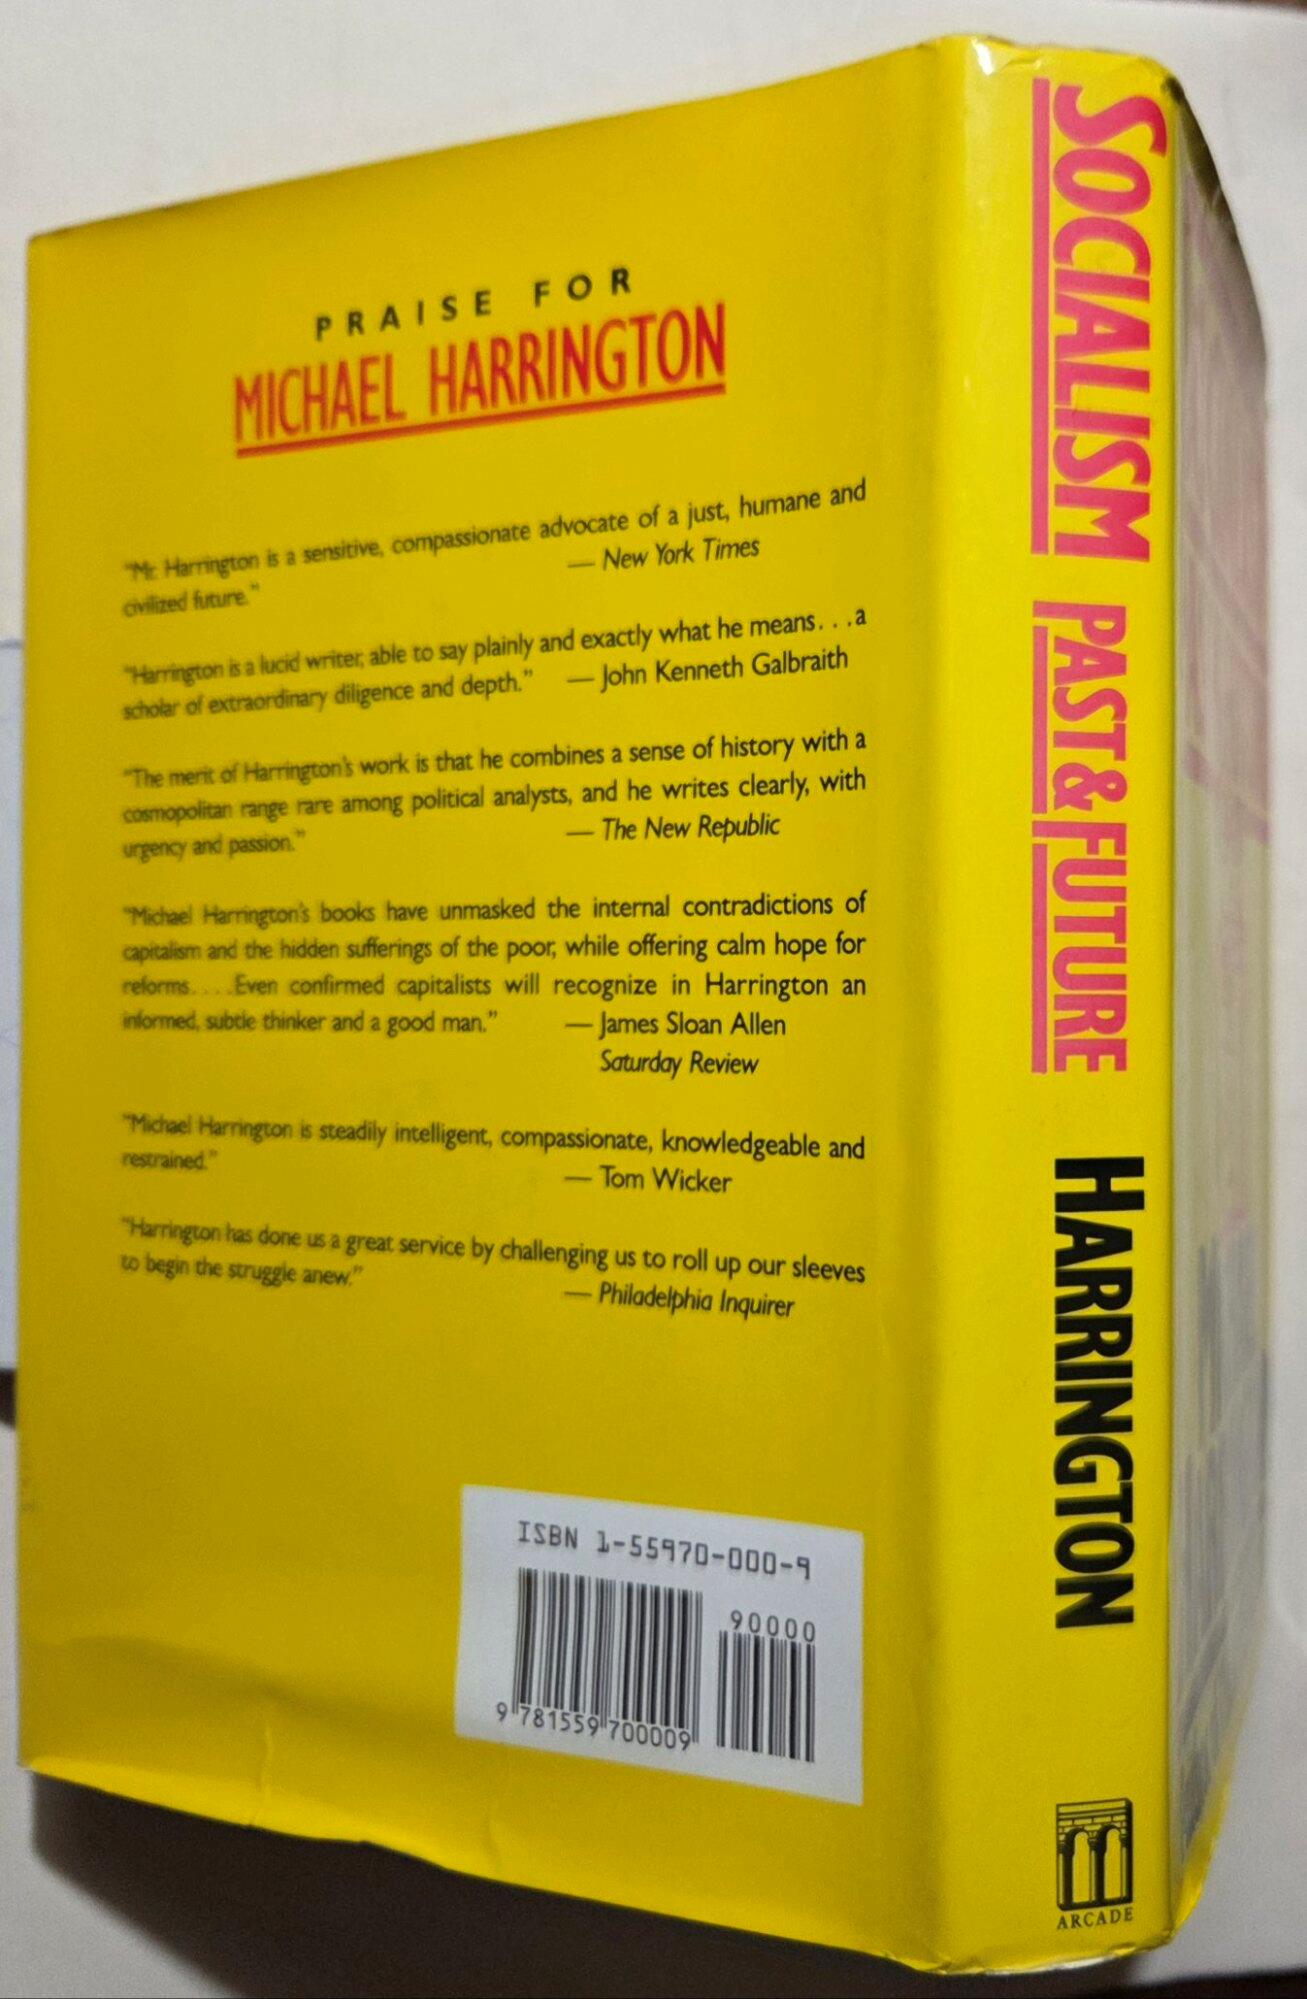 PRAISE FOR
MICHAEL HARRINGTON
"Mr. Harrington is a sensitive, compassionate advocate of a just, humane and
civilized future."
— New York Times
"Harrington is a lucid writer, able to say plainly and exactly what he means. . .a
scholar of extraordinary diligence and depth." — John Kenneth Galbraith
"The merit of Harrington's work is that he combines a sense of history with a
cosmopolitan range rare among political analysts, and he writes clearly, with
urgency and passion." — The New Republic
"Michael Harrington's books have unmasked the internal contradictions of
capitalism and the hidden sufferings of the poor, while offering calm hope for
reforms. . . .Even confirmed capitalists will recognize in Harrington an
informed, subtle thinker and a good man." — James Sloan Allen
Saturday Review
"Michael Harrington is steadily intelligent, compassionate, knowledgeable and
restrained."
— Tom Wicker
"Harrington has done us a great service by challenging us to roll up our sleeves
to begin the struggle anew."
— Philadelphia Inquirer
ISBN 1-55970-000-9
90000
9 781559 700009
SOCIALISM PAST & FUTURE HARRINGTON
ARCADE